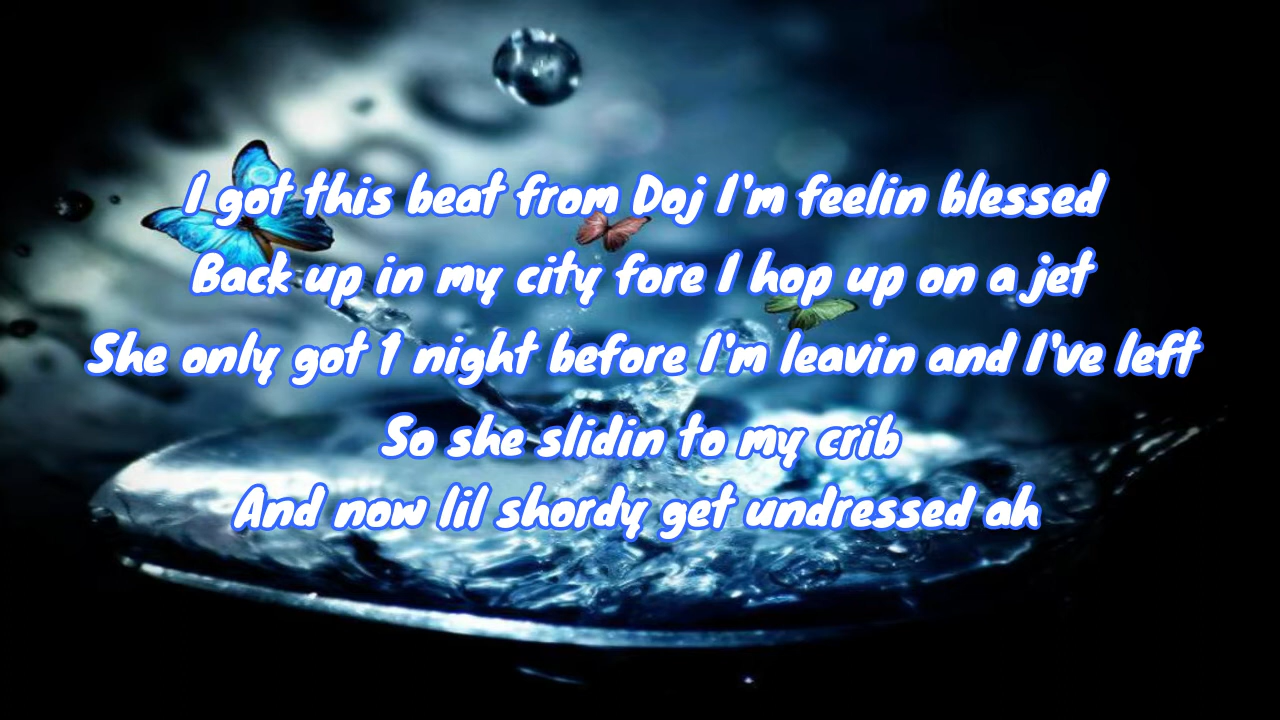 I got this beat from Doj I'm feelin blessed
Back up in my city fore I hop up on a jet
She only got 1 night before I'm leavin and I've left
So she slidin to my crib
And now lil shordy get undressed ah